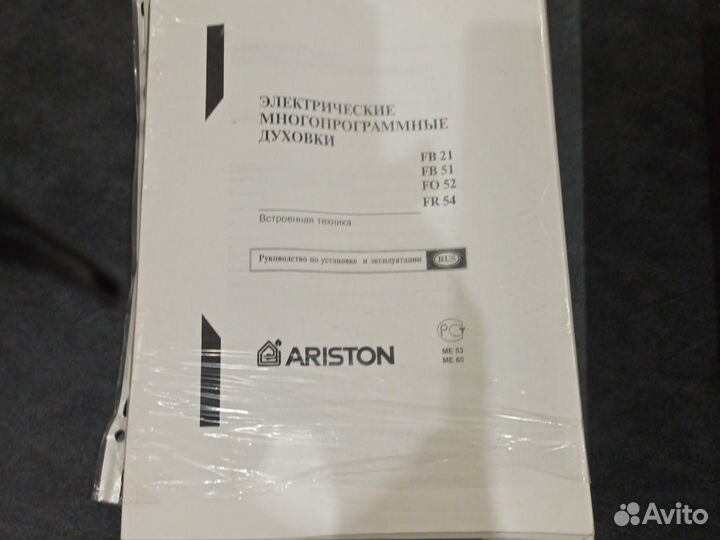 ЭЛЕКТРИЧЕСКИЕ
МНОГОПРОГРАММНЫЕ
ДУХОВКИ
FB 21
FB 51
FO 52
FR 54
Встроенная техника
Руководство по установке и эксплуатации RUS
ARISTON
РСТ
ME 53
ME 60
Avito